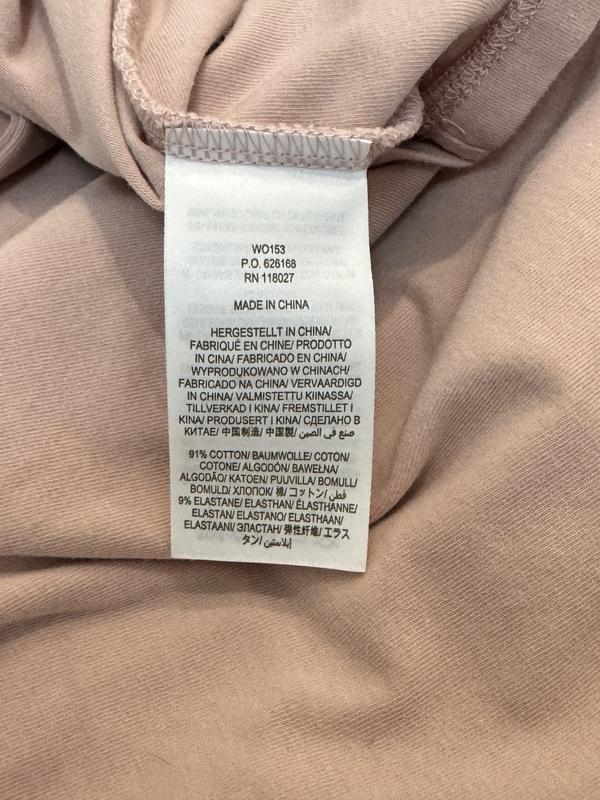 WO153
P.O. 626168
RN 118027
MADE IN CHINA
HERGESTELLT IN CHINA/
FABRIQUÉ EN CHINE/ PRODOTTO
IN CINA/ FABRICADO EN CHINA/
WYPRODUKOWANO W CHINACH/
FABRICADO NA CHINA/ VERVAARDIGD
IN CHINA/ VALMISTETTU KIINASSA/
TILLVERKAD I KINA/ FREMSTILLET I
KINA/ PRODUSERT I KINA/ СДЕЛАНО В
КИТАЕ/ 中国制造/ 中国製/ صنع في الصين
91% COTTON/ BAUMWOLLE/ COTON/
COTONE/ ALGODÓN/ BAWEŁNA/
ALGODÃO/ KATOEN/ PUUVILLA/ BOMULL/
BOMULD/ ХЛОПОК/ 棉/ コットン/ قطن
9% ELASTANE/ ELASTHAN/ ÉLASTHANNE/
ELASTAN/ ELASTANO/ ELASTHAAN/
ELASTAANI/ ЭЛАСТАН/ 弹性纤维/ エラス
タン/ إيلاستين